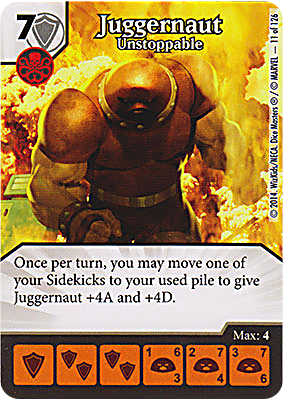 7
Juggernaut
Unstoppable
© 2014. WizKids/NECA. Dice Masters ® / © MARVEL — 11 of 126
Once per turn, you may move one of
your Sidekicks to your used pile to give
Juggernaut +4A and +4D.
Max: 4
1 6 2 7 3 7
3 4 6